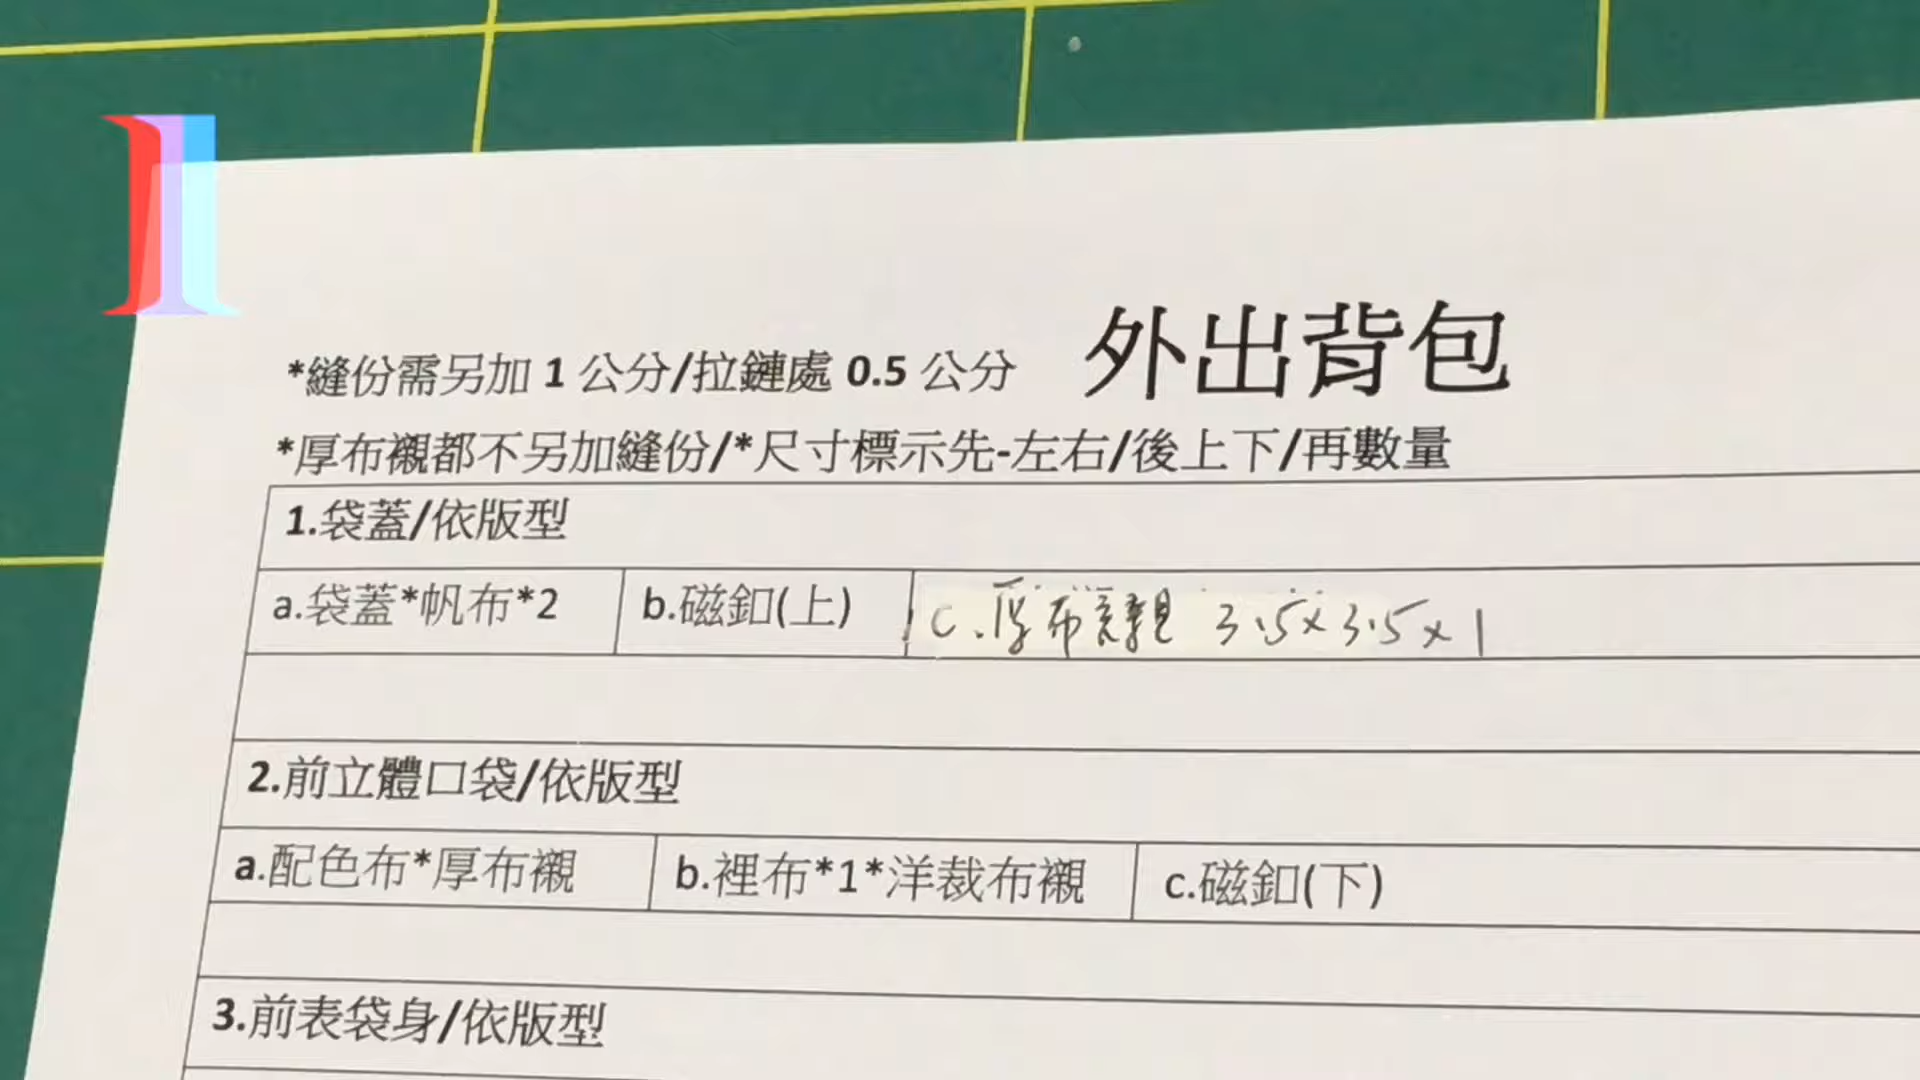 1
外出背包
*縫份需另加 1 公分/拉鏈處 0.5 公分
*厚布襯都不另加縫份/*尺寸標示先-左右/後上下/再數量
1.袋蓋/依版型
a.袋蓋*帆布*2
b.磁釦(上)
c.厚布襯 3.5x3.5x1
2.前立體口袋/依版型
a.配色布*厚布襯
b.裡布*1*洋裁布襯
c.磁釦(下)
3.前表袋身/依版型